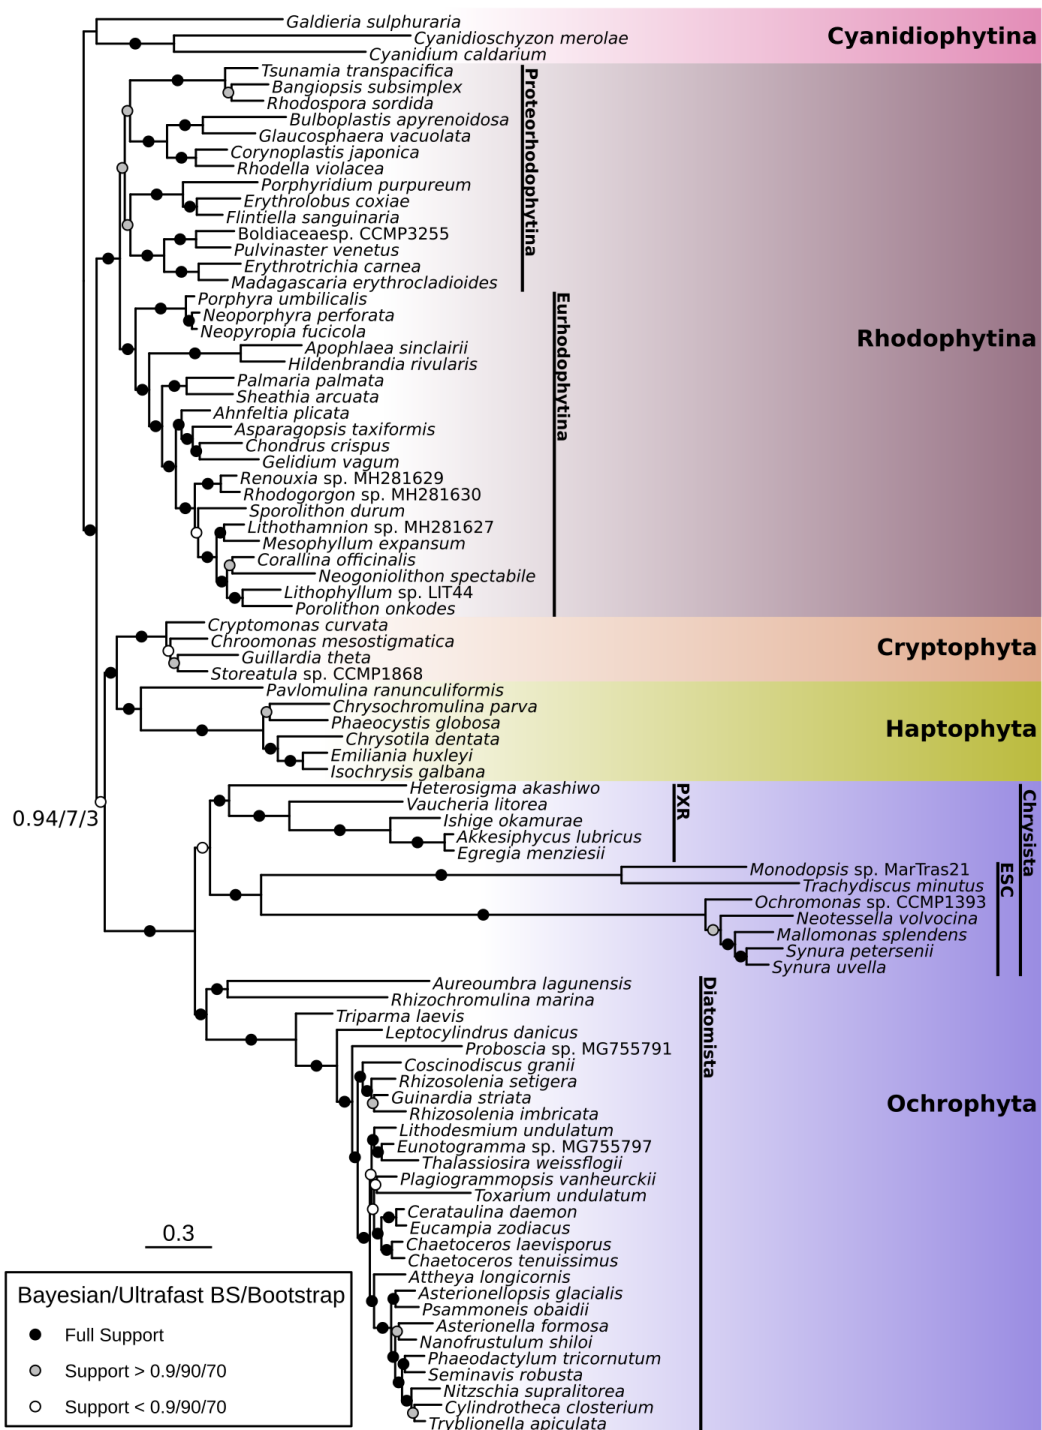 Galdieria sulphuraria
Cyanidioschyzon merolae
Cyanidium caldarium
Cyanidiophytina
Tsunamia transpacifica
Bangiopsis subsimplex
Rhodospora sordida
Bulboplastis apyrenoidosa
Glaucosphaera vacuolata
Corynoplastis japonica
Rhodella violacea
Porphyridium purpureum
Erythrolobus coxiae
Flintiella sanguinaria
Boldiaceaesp. CCMP3255
Pulvinaster venetus
Erythrotrichia carnea
Madagascaria erythrocladioides
Proteorhodophytina
Porphyra umbilicalis
Neoporphyra perforata
Neopyropia fucicola
Apophlaea sinclairii
Hildenbrandia rivularis
Palmaria palmata
Sheathia arcuata
Ahnfeltia plicata
Asparagopsis taxiformis
Chondrus crispus
Gelidium vagum
Renouxia sp. MH281629
Rhodogorgon sp. MH281630
Sporolithon durum
Lithothamnion sp. MH281627
Mesophyllum expansum
Corallina officinalis
Neogoniolithon spectabile
Lithophyllum sp. LIT44
Porolithon onkodes
Eurhodophytina
Rhodophytina
Cryptomonas curvata
Chroomonas mesostigmatica
Guillardia theta
Storeatula sp. CCMP1868
Cryptophyta
Pavlomulina ranunculiformis
Chrysochromulina parva
Phaeocystis globosa
Chrysotila dentata
Emiliania huxleyi
Isochrysis galbana
Haptophyta
0.94/7/3
Heterosigma akashiwo
Vaucheria litorea
Ishige okamurae
Akkesiphycus lubricus
Egregia menziesii
PXR
Monodopsis sp. MarTras21
Trachydiscus minutus
Ochromonas sp. CCMP1393
Neotessella volvocina
Mallomonas splendens
Synura petersenii
Synura uvella
ESC
Chrysista
Aureoumbra lagunensis
Rhizochromulina marina
Triparma laevis
Leptocylindrus danicus
Proboscia sp. MG755791
Coscinodiscus granii
Rhizosolenia setigera
Guinardia striata
Rhizosolenia imbricata
Lithodesmium undulatum
Eunotogramma sp. MG755797
Thalassiosira weissflogii
Plagiogrammopsis vanheurckii
Toxarium undulatum
Cerataulina daemon
Eucampia zodiacus
Chaetoceros laevisporus
Chaetoceros tenuissimus
Attheya longicornis
Asterionellopsis glacialis
Psammoneis obaidii
Asterionella formosa
Nanofrustulum shiloi
Phaeodactylum tricornutum
Seminavis robusta
Nitzschia supralitorea
Cylindrotheca closterium
Tryblionella apiculata
Diatomista
Ochrophyta
0.3
Bayesian/Ultrafast BS/Bootstrap
Full Support
Support > 0.9/90/70
Support < 0.9/90/70